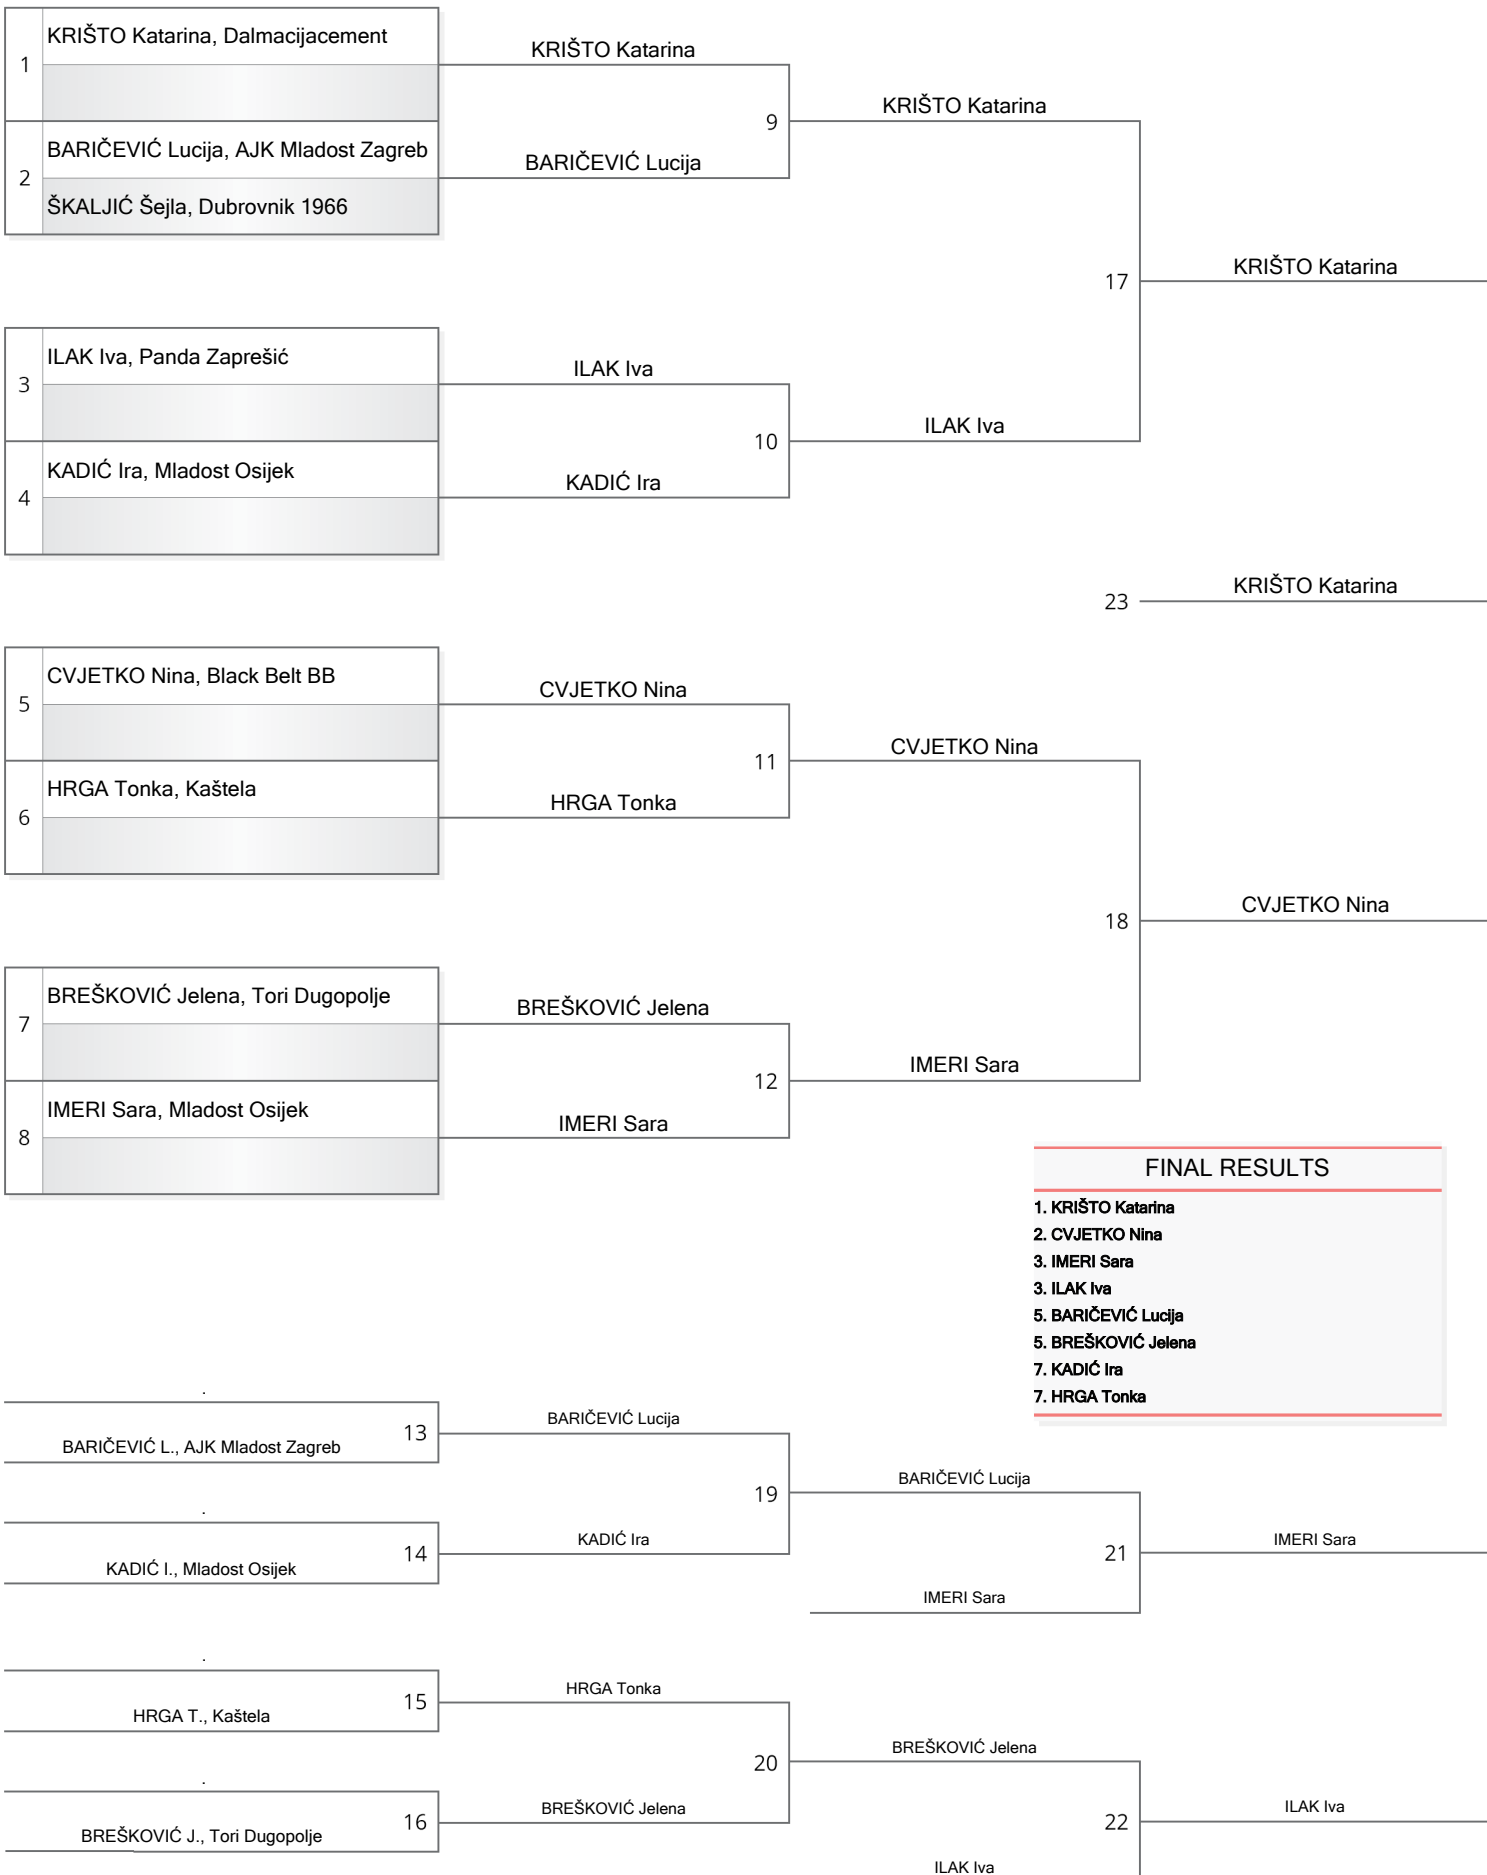 KRIŠTO Katarina, Dalmacijacement
1
BARIČEVIĆ Lucija, AJK Mladost Zagreb
2
ŠKALJIĆ Šejla, Dubrovnik 1966
KRIŠTO Katarina
9
BARIČEVIĆ Lucija
KRIŠTO Katarina
17
KRIŠTO Katarina
ILAK Iva, Panda Zaprešić
3
KADIĆ Ira, Mladost Osijek
4
ILAK Iva
10
KADIĆ Ira
ILAK Iva
23
KRIŠTO Katarina
CVJETKO Nina, Black Belt BB
5
HRGA Tonka, Kaštela
6
CVJETKO Nina
11
HRGA Tonka
CVJETKO Nina
18
CVJETKO Nina
BREŠKOVIĆ Jelena, Tori Dugopolje
7
IMERI Sara, Mladost Osijek
8
BREŠKOVIĆ Jelena
12
IMERI Sara
IMERI Sara
FINAL RESULTS
1. KRIŠTO Katarina
2. CVJETKO Nina
3. IMERI Sara
3. ILAK Iva
5. BARIČEVIĆ Lucija
5. BREŠKOVIĆ Jelena
7. KADIĆ Ira
7. HRGA Tonka
.
BARIČEVIĆ L., AJK Mladost Zagreb
13
.
KADIĆ I., Mladost Osijek
14
BARIČEVIĆ Lucija
19
KADIĆ Ira
BARIČEVIĆ Lucija
21
IMERI Sara
IMERI Sara
.
HRGA T., Kaštela
15
.
BREŠKOVIĆ J., Tori Dugopolje
16
HRGA Tonka
20
BREŠKOVIĆ Jelena
BREŠKOVIĆ Jelena
22
ILAK Iva
ILAK Iva